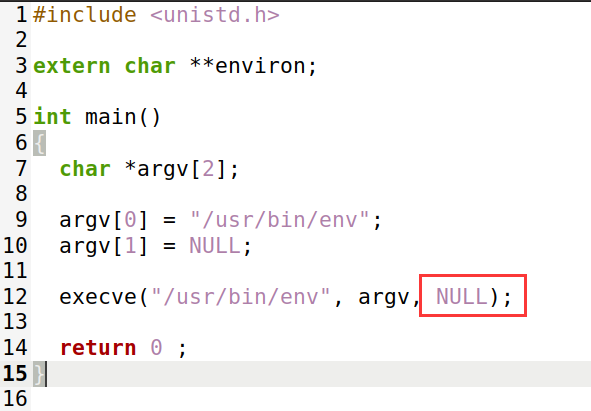 1 #include <unistd.h>
2
3 extern char **environ;
4
5 int main()
6 {
7   char *argv[2];
8
9   argv[0] = "/usr/bin/env";
10   argv[1] = NULL;
11
12   execve("/usr/bin/env", argv, NULL);
13
14   return 0 ;
15 }
16